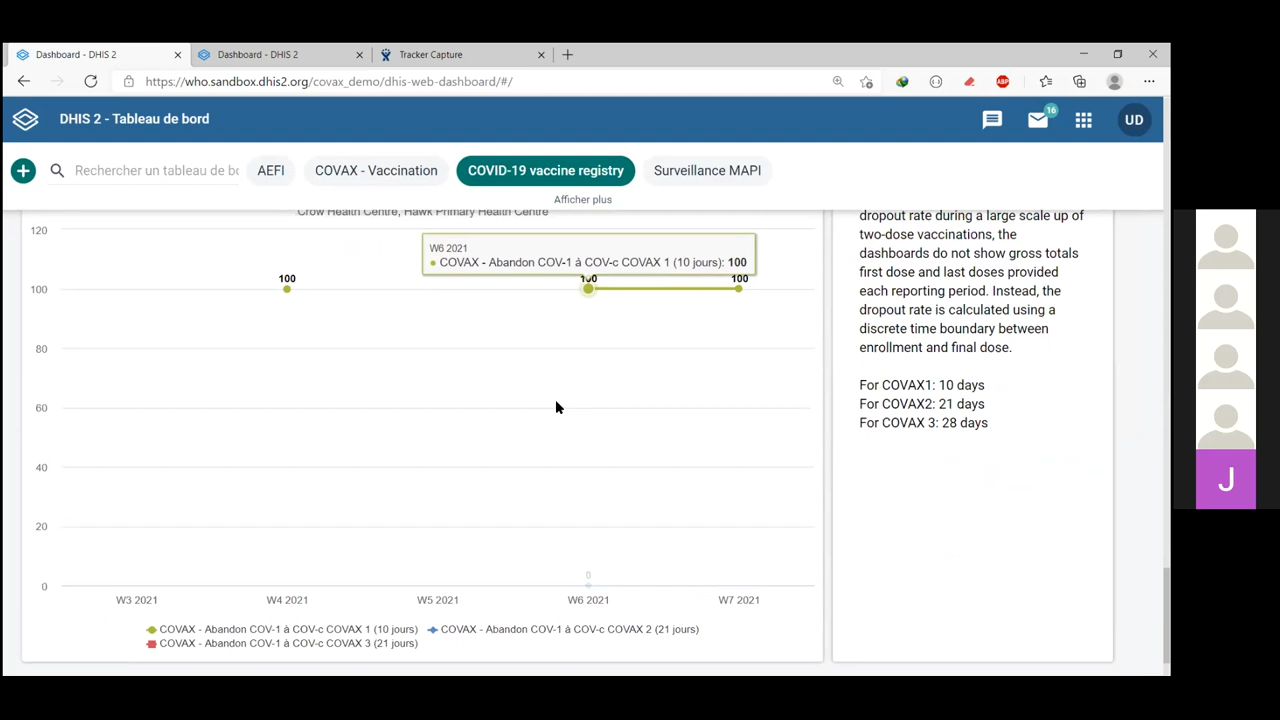 Dashboard - DHIS 2
Dashboard - DHIS 2
Tracker Capture
https://who.sandbox.dhis2.org/covax_demo/dhis-web-dashboard/#/
ABP
DHIS 2 - Tableau de bord
16
UD
Rechercher un tableau de bo
AEFI
COVAX - Vaccination
COVID-19 vaccine registry
Surveillance MAPI
Afficher plus
Crow Health Centre, Hawk Primary Health Centre
120
100
80
60
40
20
0
W6 2021
COVAX - Abandon COV-1 á COV-c COVAX 1 (10 jours): 100
100
100
100
0
W3 2021
W4 2021
W5 2021
W6 2021
W7 2021
COVAX - Abandon COV-1 á COV-c COVAX 1 (10 jours)
COVAX - Abandon COV-1 á COV-c COVAX 2 (21 jours)
COVAX - Abandon COV-1 á COV-c COVAX 3 (21 jours)
dropout rate during a large scale up of
two-dose vaccinations, the
dashboards do not show gross totals
first dose and last doses provided
each reporting period. Instead, the
dropout rate is calculated using a
discrete time boundary between
enrollment and final dose.
For COVAX1: 10 days
For COVAX2: 21 days
For COVAX 3: 28 days
J